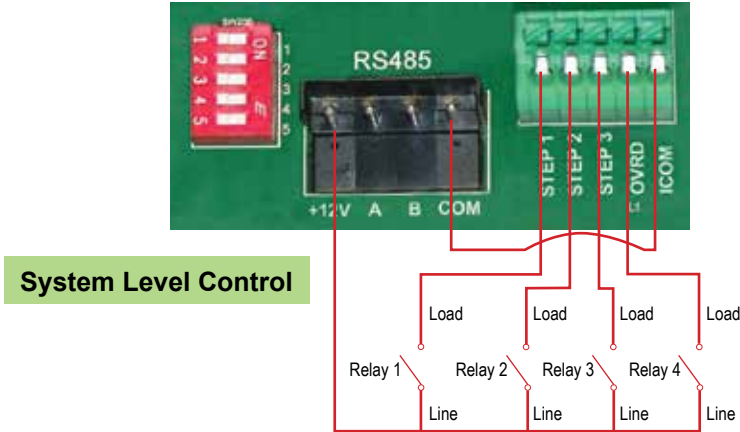 ON
1
2
3
4
5
1
2
3
4
5
RS485
+12V A B COM
STEP 1
STEP 2
STEP 3
OVRD
ICOM
L1
System Level Control
Load Load Load Load
Relay 1 Relay 2 Relay 3 Relay 4
Line Line Line Line